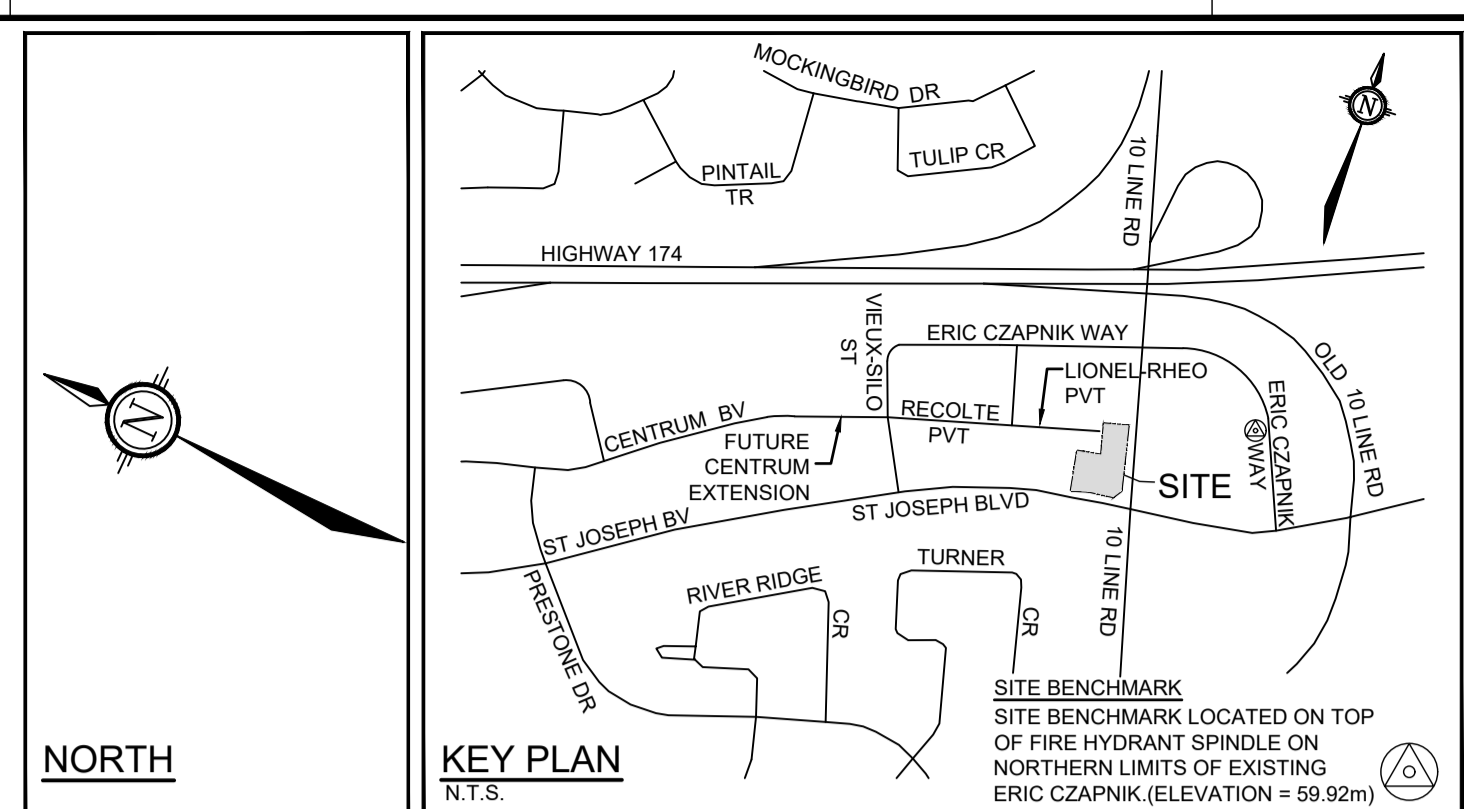 N
NORTH
MOCKINGBIRD DR
PINTAIL
TR
TULIP CR
10 LINE RD
N
HIGHWAY 174
VIEUX-SILO
ST
ERIC CZAPNIK WAY
LIONEL-RHEO
PVT
OLD 10 LINE RD
ERIC CZAPNIK
WAY
CENTRUM BV
RECOLTE
PVT
FUTURE
CENTRUM
EXTENSION
SITE
ST JOSEPH BV
ST JOSEPH BLVD
PRESTONE DR
RIVER RIDGE
CR
TURNER
CR
10 LINE RD
SITE BENCHMARK
SITE BENCHMARK LOCATED ON TOP
OF FIRE HYDRANT SPINDLE ON
NORTHERN LIMITS OF EXISTING
ERIC CZAPNIK.(ELEVATION = 59.92m)
KEY PLAN
N.T.S.